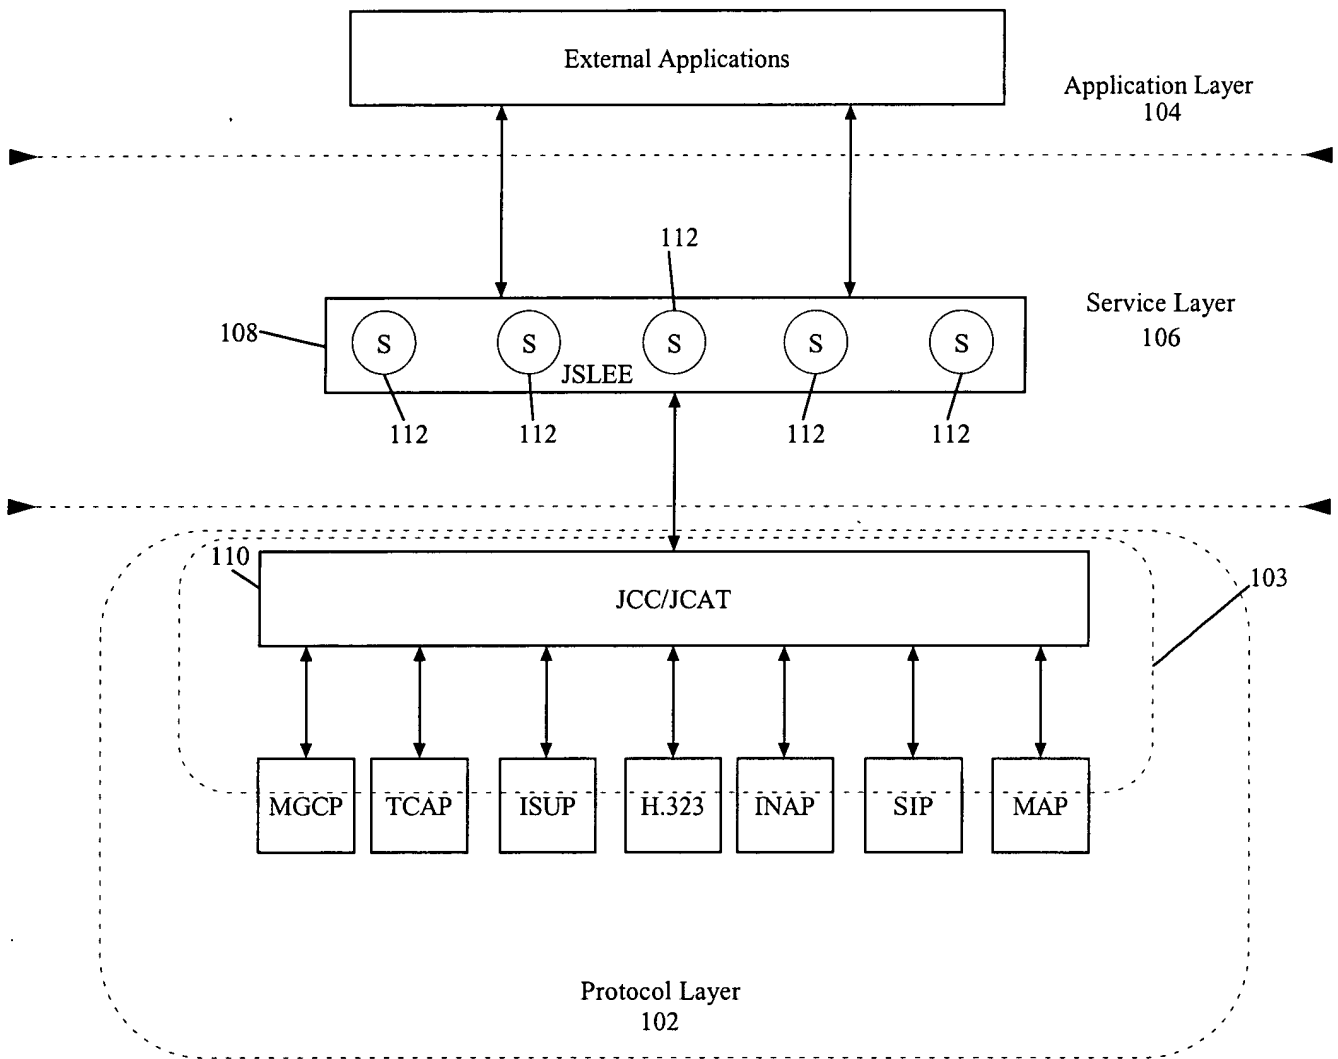 External Applications
Application Layer
104
112
108
S S S S S
JSLEE
Service Layer
106
112 112 112 112
110
JCC/JCAT
103
MGCP TCAP ISUP H.323 INAP SIP MAP
Protocol Layer
102